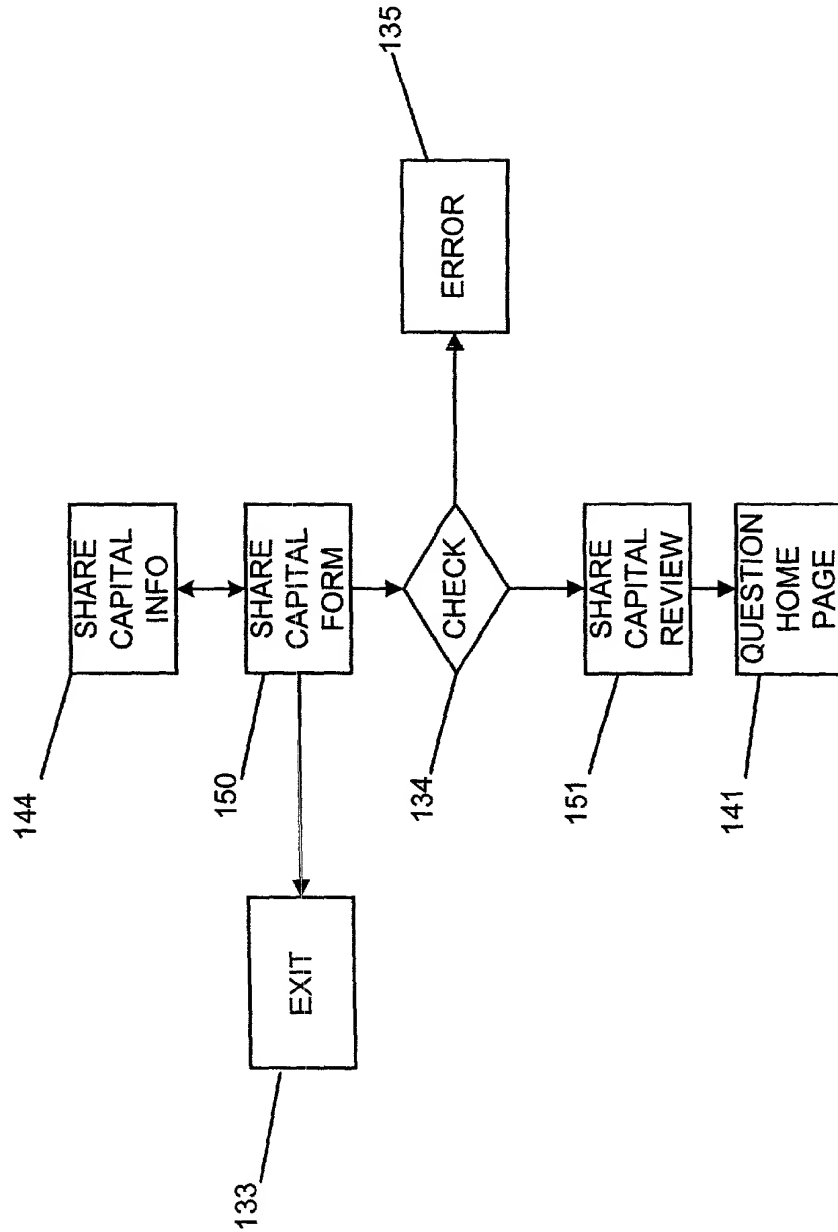 144
SHARE
CAPITAL
INFO
150
SHARE
CAPITAL
FORM
133
EXIT
134
CHECK
135
ERROR
151
SHARE
CAPITAL
REVIEW
141
QUESTION
HOME
PAGE